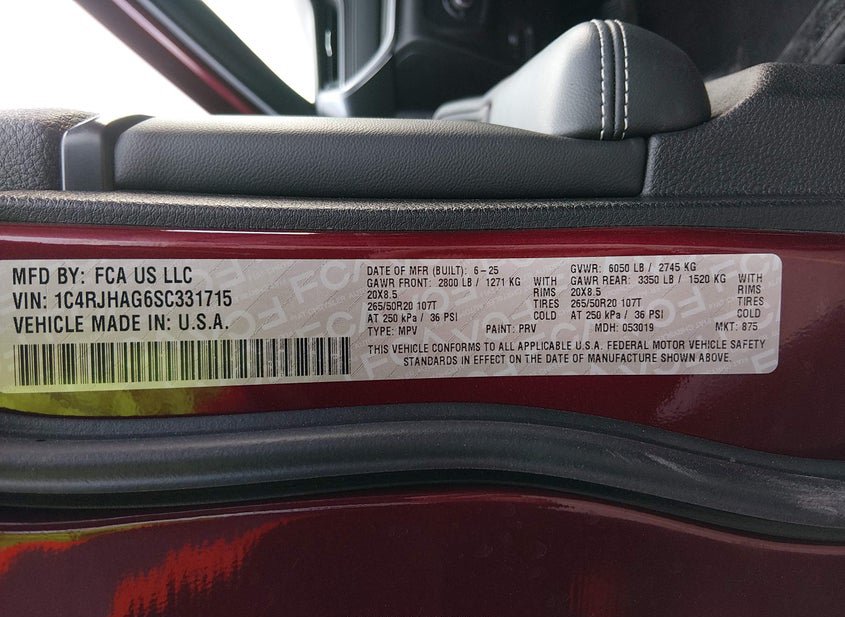 MFD BY: FCA US LLC
VIN: 1C4RJHAG6SC331715
VEHICLE MADE IN: U.S.A.
DATE OF MFR (BUILT): 6-25 GVWR: 6050 LB / 2745 KG
GAWR FRONT: 2800 LB / 1271 KG WITH GAWR REAR: 3350 LB / 1520 KG WITH
20X8.5 RIMS 20X8.5 RIMS
265/50R20 107T TIRES 265/50R20 107T TIRES
AT 250 kPa / 36 PSI COLD AT 250 kPa / 36 PSI COLD
TYPE: MPV PAINT: PRV MDH: 053019 MKT: 875
THIS VEHICLE CONFORMS TO ALL APPLICABLE U.S.A. FEDERAL MOTOR VEHICLE SAFETY
STANDARDS IN EFFECT ON THE DATE OF MANUFACTURE SHOWN ABOVE.